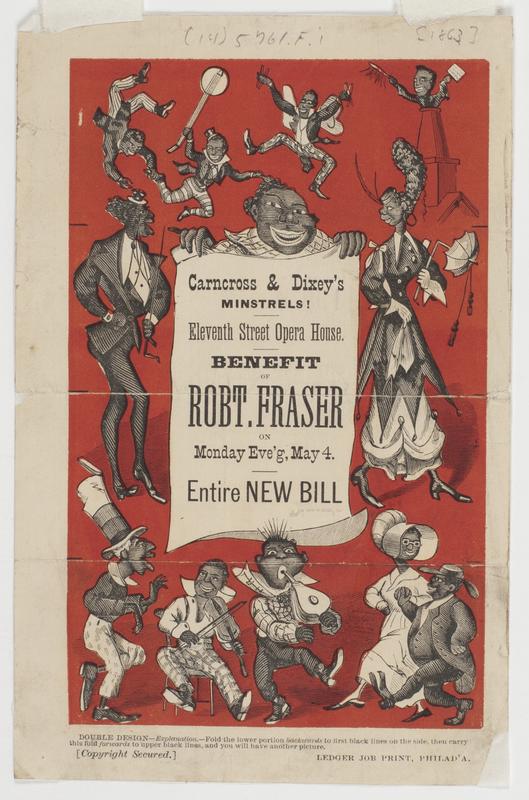 (14) 5761.F.1
[1863]
Carncross & Dixey's
MINSTRELS!
Eleventh Street Opera House.
BENEFIT
OF
ROBT. FRASER
ON
Monday Eve'g, May 4.
Entire NEW BILL
DOUBLE DESIGN—Explanation.—Fold the lower portion backwards to first black lines on the side, then carry
this fold forwards to upper black lines, and you will have another picture.
[Copyright Secured.]
LEDGER JOB PRINT, PHILAD'A.